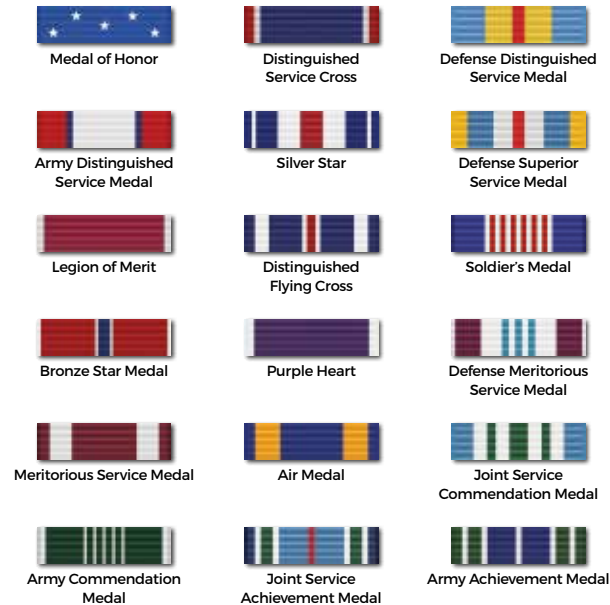 Medal of Honor
Distinguished
Service Cross
Defense Distinguished
Service Medal
Army Distinguished
Service Medal
Silver Star
Defense Superior
Service Medal
Legion of Merit
Distinguished
Flying Cross
Soldier’s Medal
Bronze Star Medal
Purple Heart
Defense Meritorious
Service Medal
Meritorious Service Medal
Air Medal
Joint Service
Commendation Medal
Army Commendation
Medal
Joint Service
Achievement Medal
Army Achievement Medal